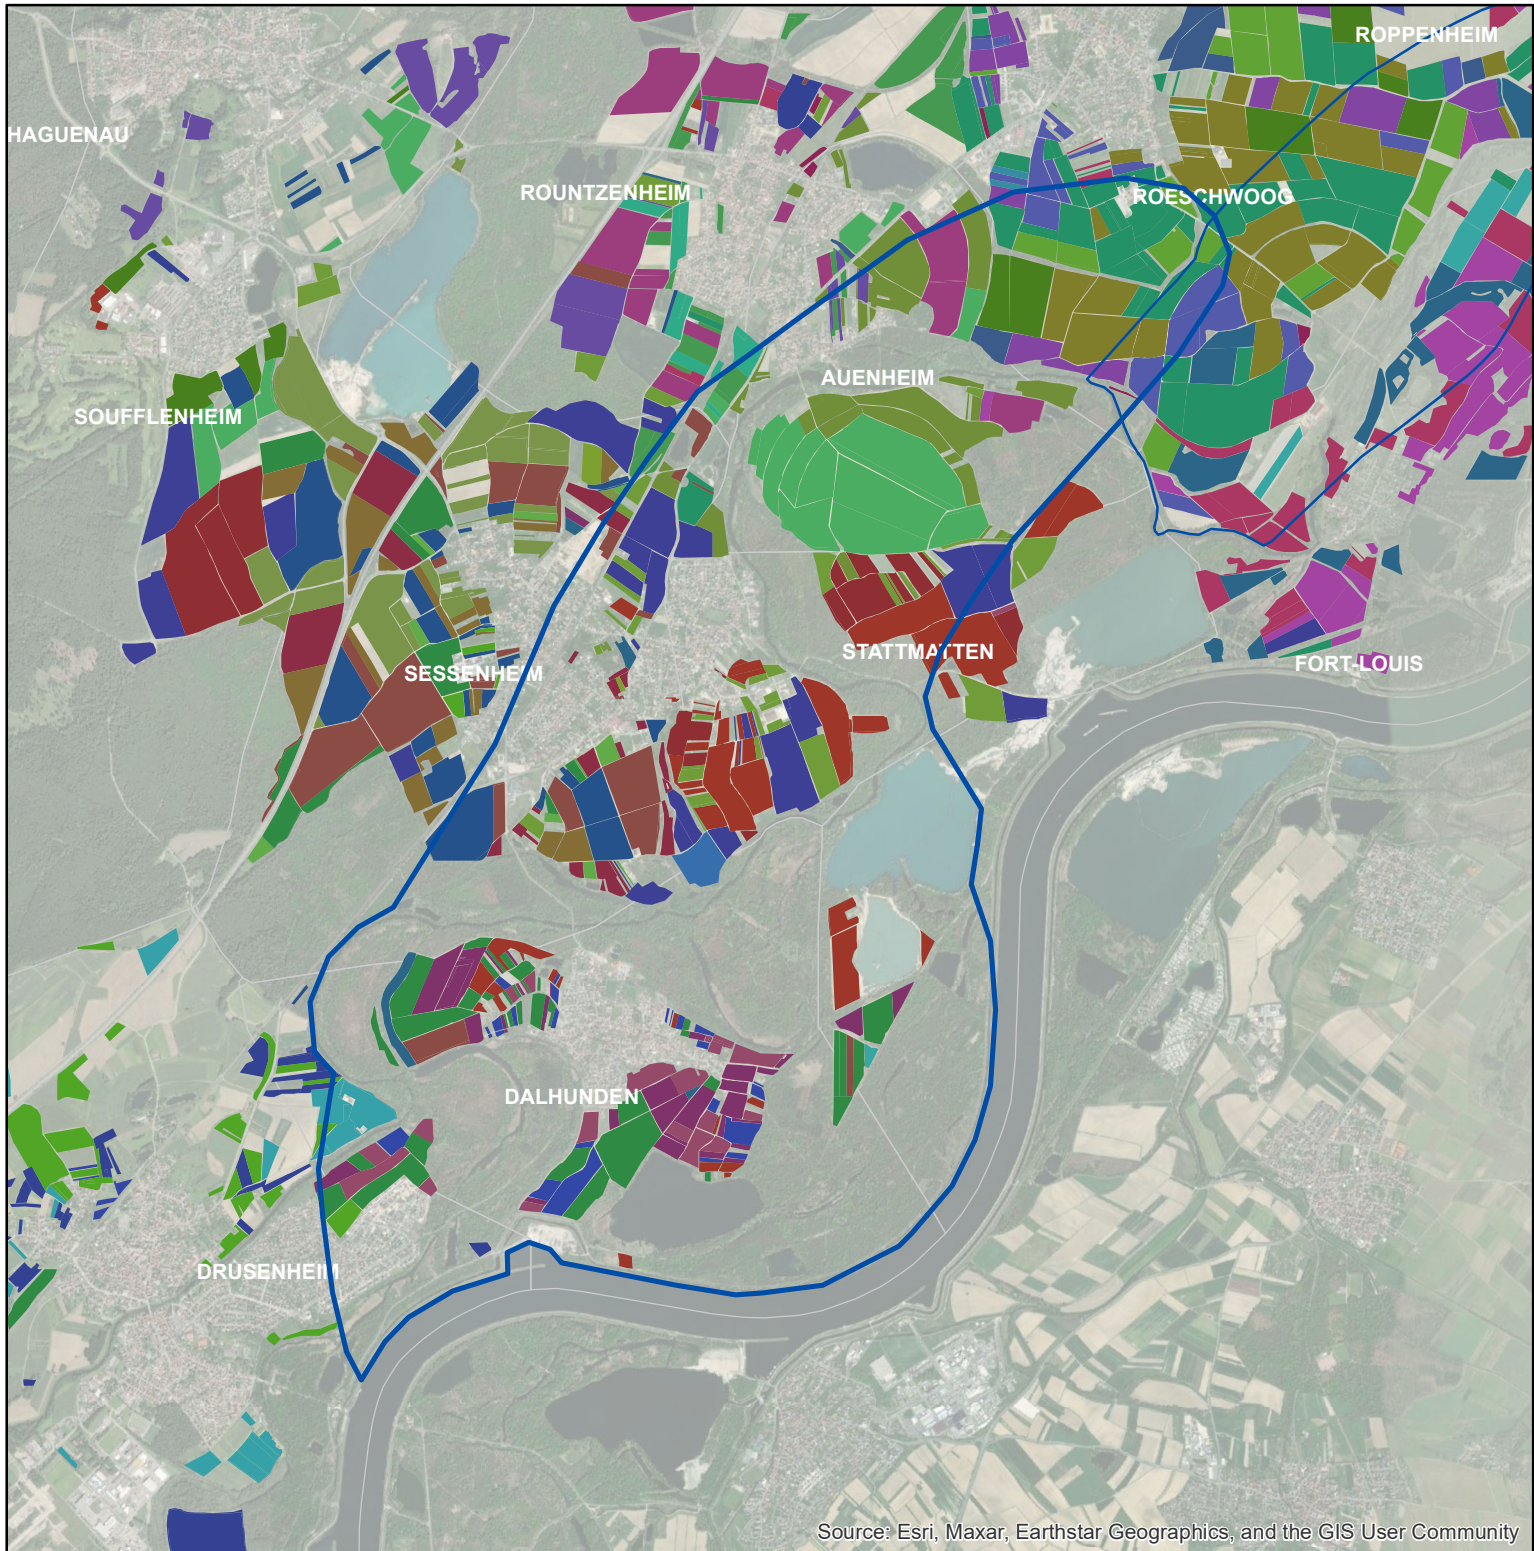 ROPPENHEIM
HAGUENAU
ROUNTZENHEIM
ROESCHWOOG
AUENHEIM
SOUFFLENHEIM
STATTMATTEN
FORT-LOUIS
SESSENHEIM
DALHUNDEN
DRUSENHEIM
Source: Esri, Maxar, Earthstar Geographics, and the GIS User Community